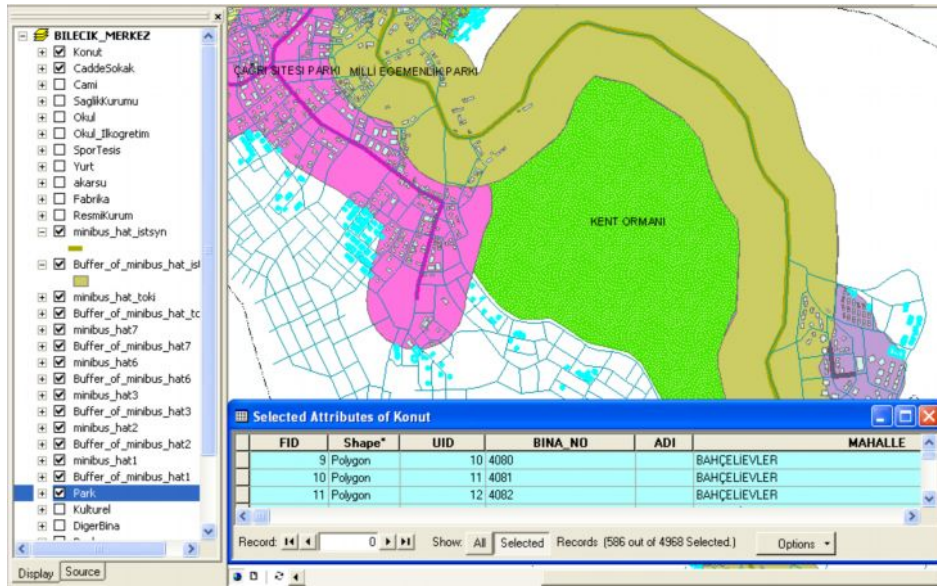 BILECIK_MERKEZ
Konut
CaddeSokak
Cami
SaglikKurumu
Okul
Okul_Ilkogretim
SporTesis
Yurt
akarsu
Fabrika
ResmiKurum
minibus_hat_istsyn
Buffer_of_minibus_hat_ist
minibus_hat_toki
Buffer_of_minibus_hat_tc
minibus_hat7
Buffer_of_minibus_hat7
minibus_hat6
Buffer_of_minibus_hat6
minibus_hat3
Buffer_of_minibus_hat3
minibus_hat2
Buffer_of_minibus_hat2
minibus_hat1
Buffer_of_minibus_hat1
Park
Kulturel
DigerBina
Display Source
ÇAĞRI SİTESİ PARKI MİLLİ EGEMENLİK PARKI
KENT ORMANI
Selected Attributes of Konut
FID Shape* UID BINA_NO ADI MAHALLE
9 Polygon 10 4080 BAHÇELİEVLER
10 Polygon 11 4081 BAHÇELİEVLER
11 Polygon 12 4082 BAHÇELİEVLER
Record: 0 Show: All Selected Records (586 out of 4968 Selected.) Options